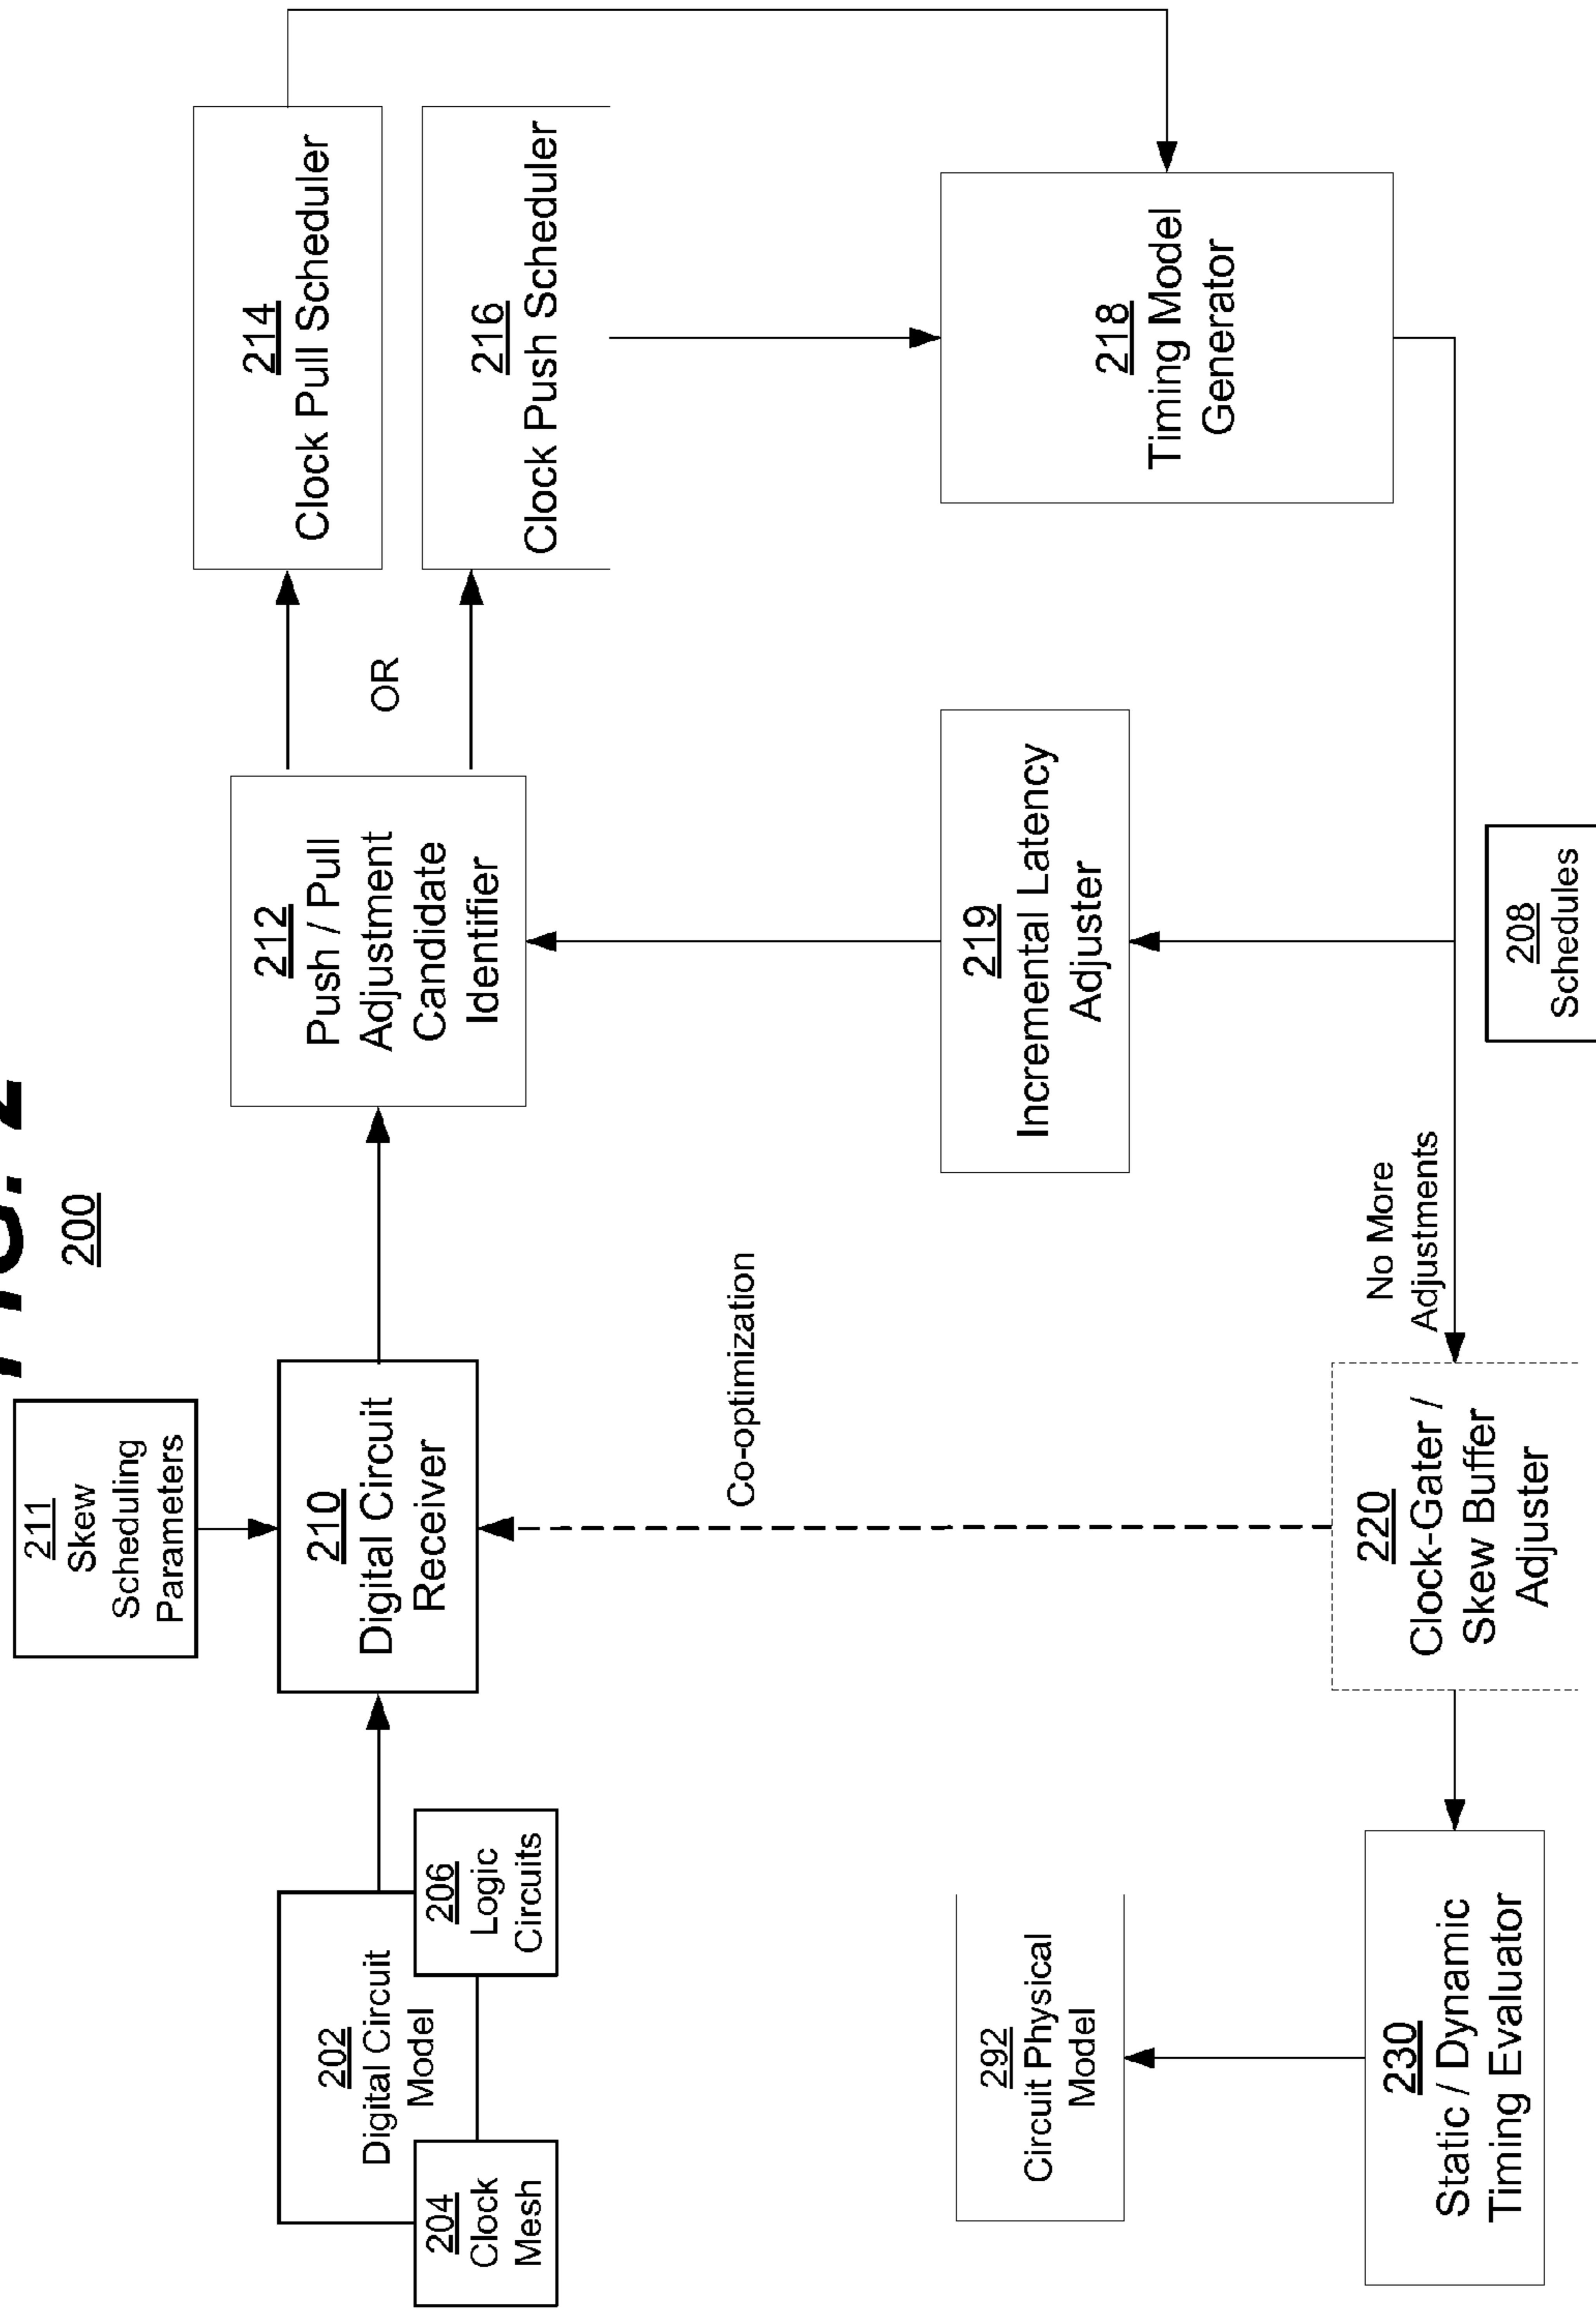 FIG. 2
200
211
Skew
Scheduling
Parameters
202
Digital Circuit
Model
204
Clock
Mesh
206
Logic
Circuits
210
Digital Circuit
Receiver
212
Push / Pull
Adjustment
Candidate
Identifier
OR
214
Clock Pull Scheduler
216
Clock Push Scheduler
Co-optimization
292
Circuit Physical
Model
219
Incremental Latency
Adjuster
218
Timing Model
Generator
230
Static / Dynamic
Timing Evaluator
220
Clock-Gater /
Skew Buffer
Adjuster
No More
Adjustments
208
Schedules